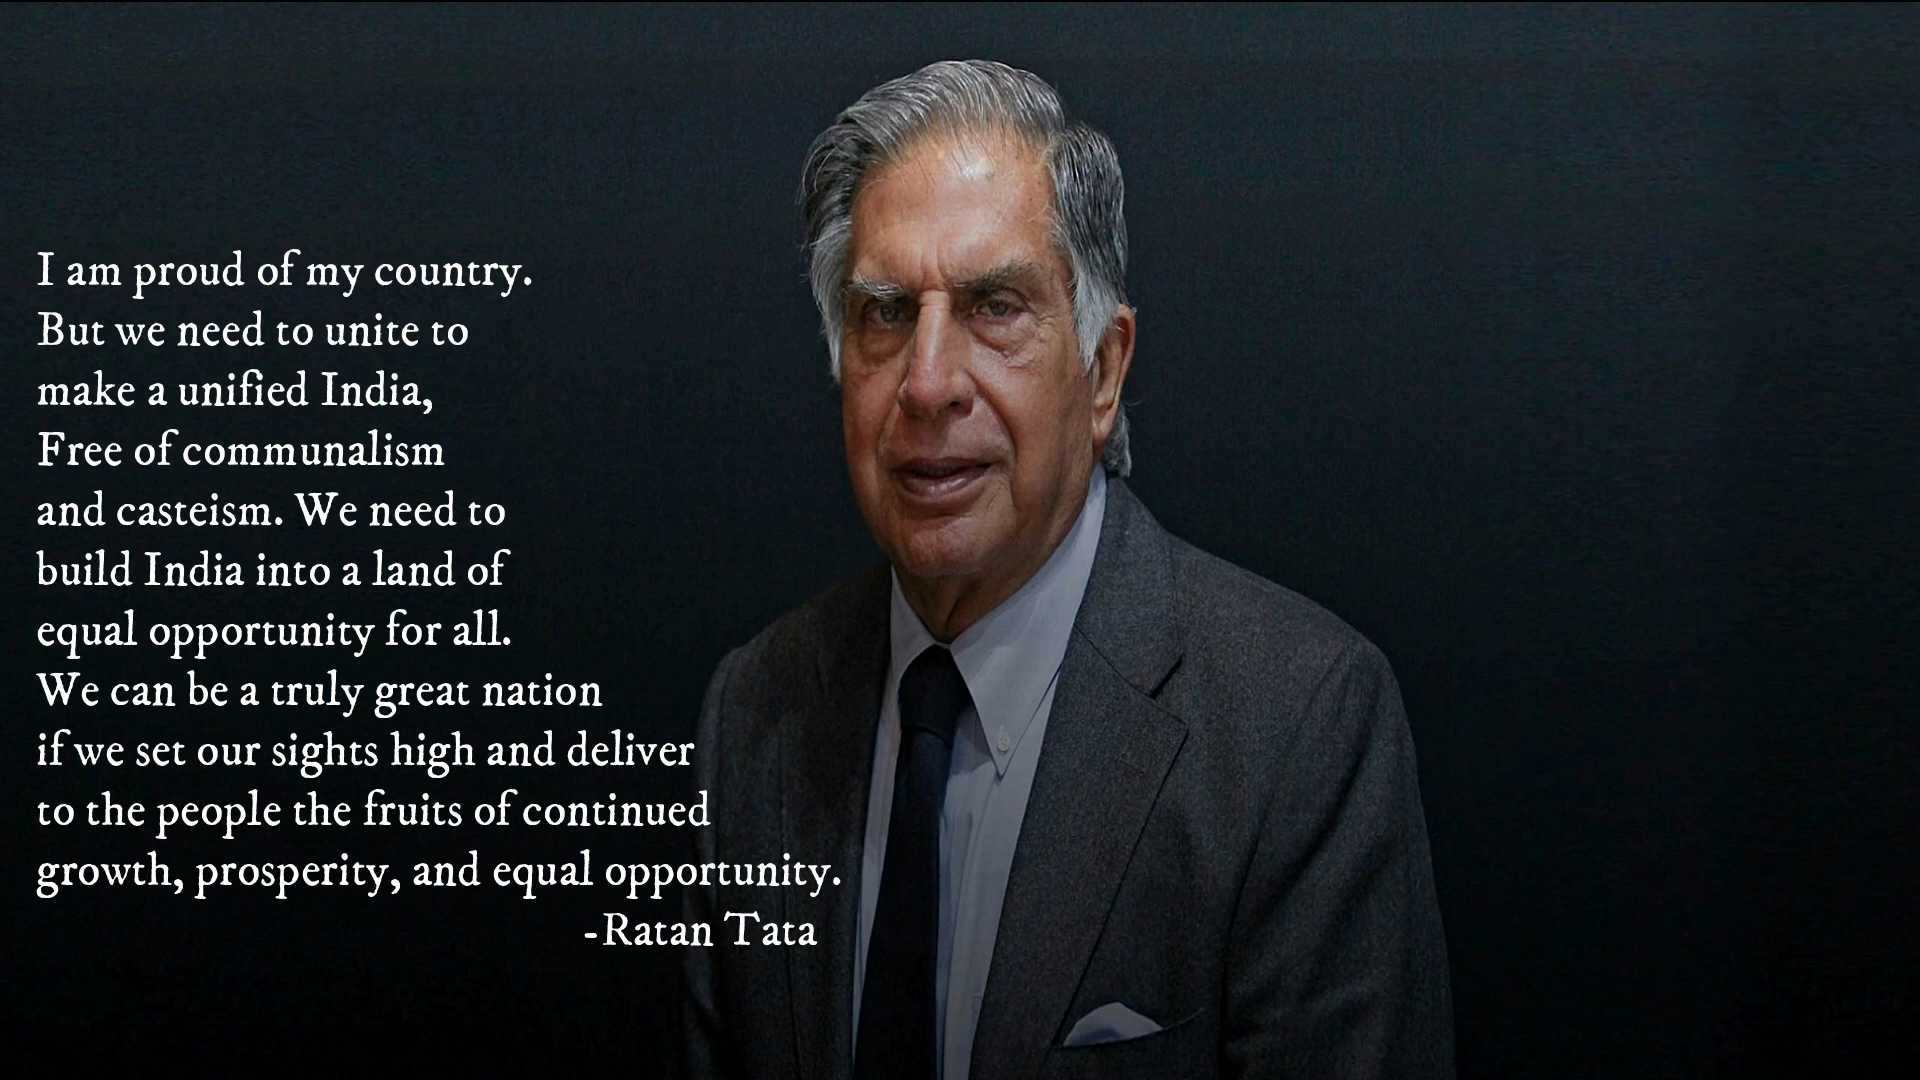 I am proud of my country.
But we need to unite to
make a unified India,
Free of communalism
and casteism. We need to
build India into a land of
equal opportunity for all.
We can be a truly great nation
if we set our sights high and deliver
to the people the fruits of continued
growth, prosperity, and equal opportunity.
-Ratan Tata